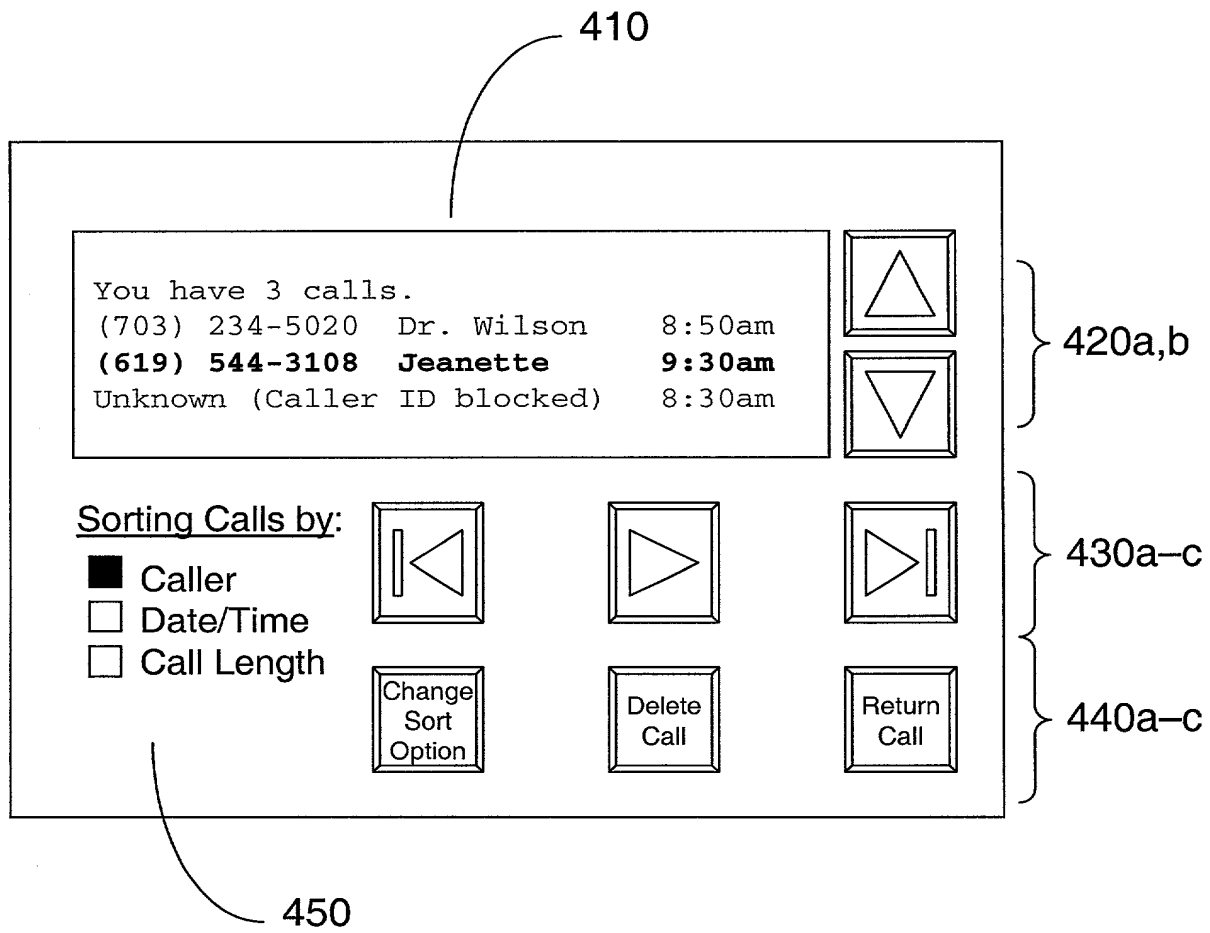 410
You have 3 calls.
(703) 234-5020 Dr. Wilson 8:50am
(619) 544-3108 Jeanette 9:30am
Unknown (Caller ID blocked) 8:30am
420a,b
Sorting Calls by:
Caller
Date/Time
Call Length
430a–c
Change
Sort
Option
Delete
Call
Return
Call
440a–c
450